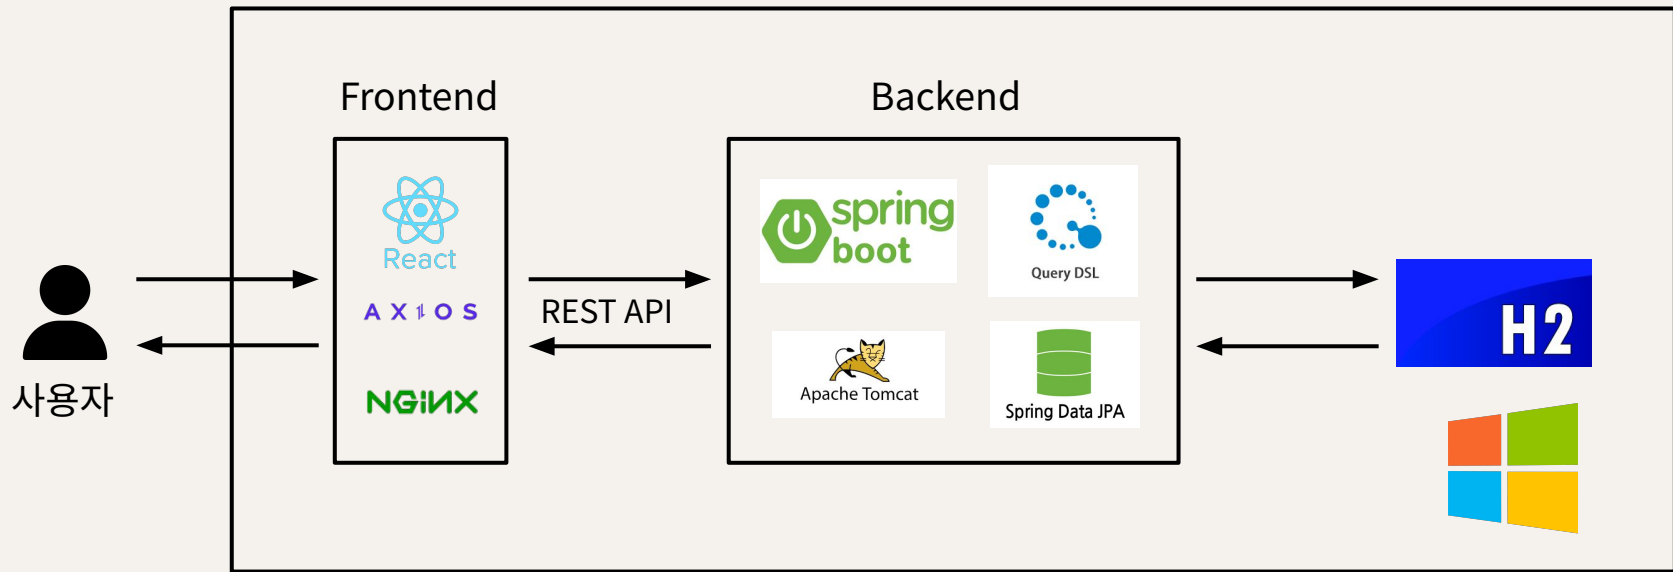 Frontend
Backend
React
AXIOS
NGINX
spring
boot
Query DSL
REST API
Apache Tomcat
Spring Data JPA
H2
사용자